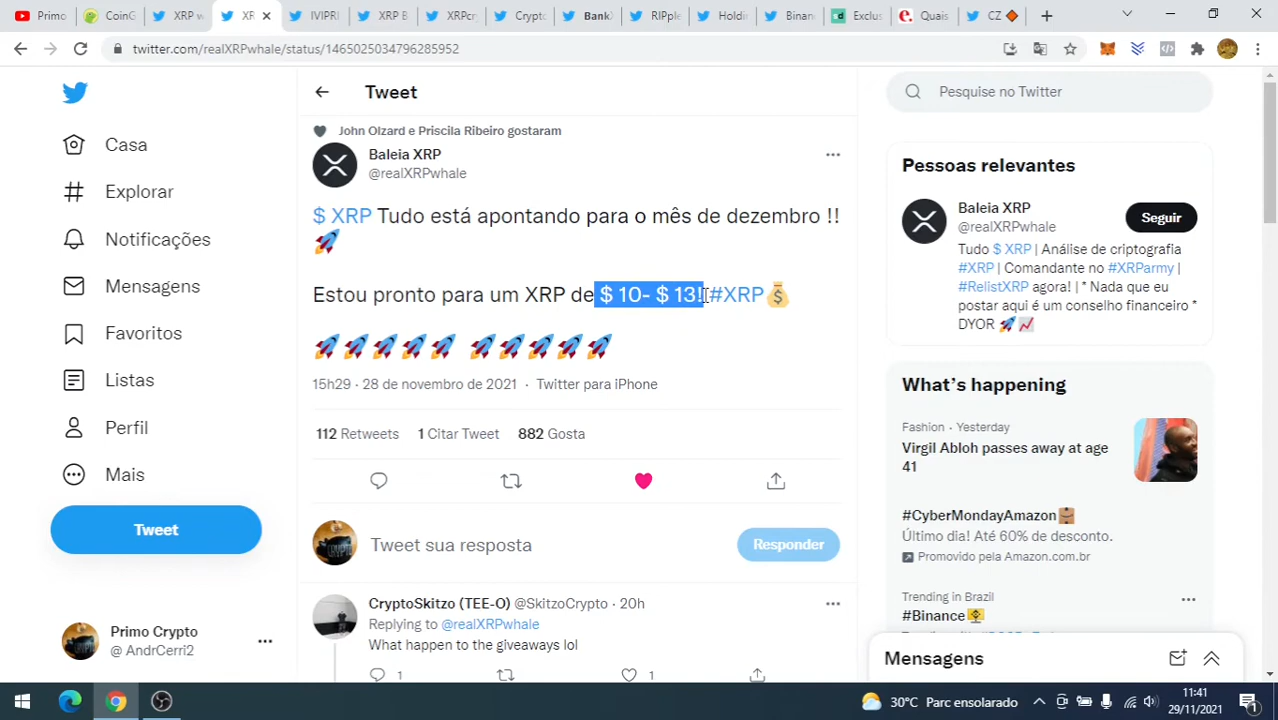 Primo
CoinG
XRP w
XR
IVIPRI
XRP B
XRPcr
Crypto
BankX
RIPple
Holdi
Binan
Exclus
Quais
CZ
twitter.com/realXRPwhale/status/1465025034796285952
Tweet
Pesquise no Twitter
Casa
Explorar
Notificações
Mensagens
Favoritos
Listas
Perfil
Mais
Tweet
Primo Crypto
@ AndrCerri2
John Olzard e Priscila Ribeiro gostaram
Baleia XRP
@realXRPwhale
$ XRP Tudo está apontando para o mês de dezembro !!
🚀
Estou pronto para um XRP de $ 10- $ 13! #XRP💰
🚀🚀🚀🚀🚀 🚀🚀🚀🚀🚀
15h29 · 28 de novembro de 2021 · Twitter para iPhone
112 Retweets 1 Citar Tweet 882 Gosta
Tweet sua resposta
Responder
CryptoSkitzo (TEE-O) @SkitzoCrypto · 20h
Replying to @realXRPwhale
What happen to the giveaways lol
1
1
Pessoas relevantes
Baleia XRP
@realXRPwhale
Seguir
Tudo $ XRP | Análise de criptografia
#XRP | Comandante no #XRPArmy |
#RelistXRP agora! | * Nada que eu
postar aqui é um conselho financeiro *
DYOR 🚀📈
What's happening
Fashion · Yesterday
Virgil Abloh passes away at age
41
#CyberMondayAmazon
Último dia! Até 60% de desconto.
Promovido pela Amazon.com.br
Trending in Brazil
#Binance
Mensagens
30°C Parc ensolarado
11:41
29/11/2021
1